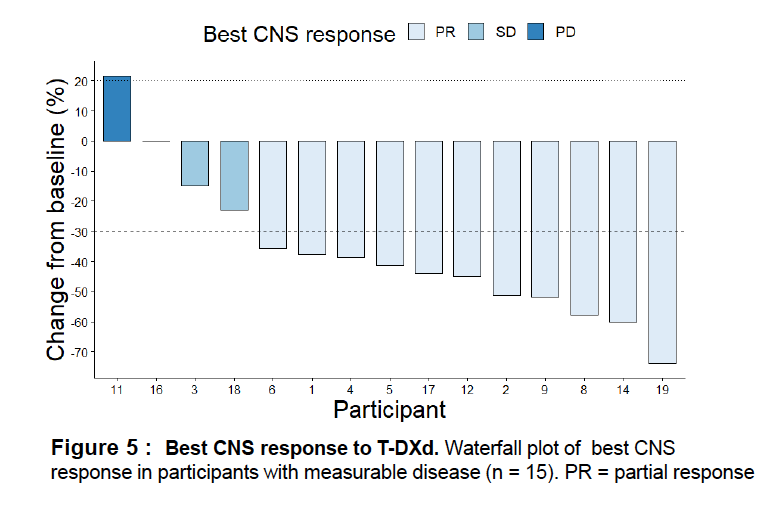 Best CNS response PR SD PD
Change from baseline (%)
20
10
0
-10
-20
-30
-40
-50
-60
-70
11 16 3 18 6 1 4 5 17 12 2 9 8 14 19
Participant
Figure 5 : Best CNS response to T-DXd. Waterfall plot of best CNS
response in participants with measurable disease (n = 15). PR = partial response